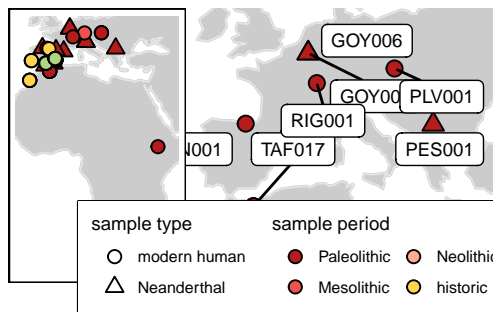 GOY006
GOY00
PLV001
RIG001
N001
TAF017
PES001
sample type
sample period
modern human
Paleolithic
Neolithic
Neanderthal
Mesolithic
historic